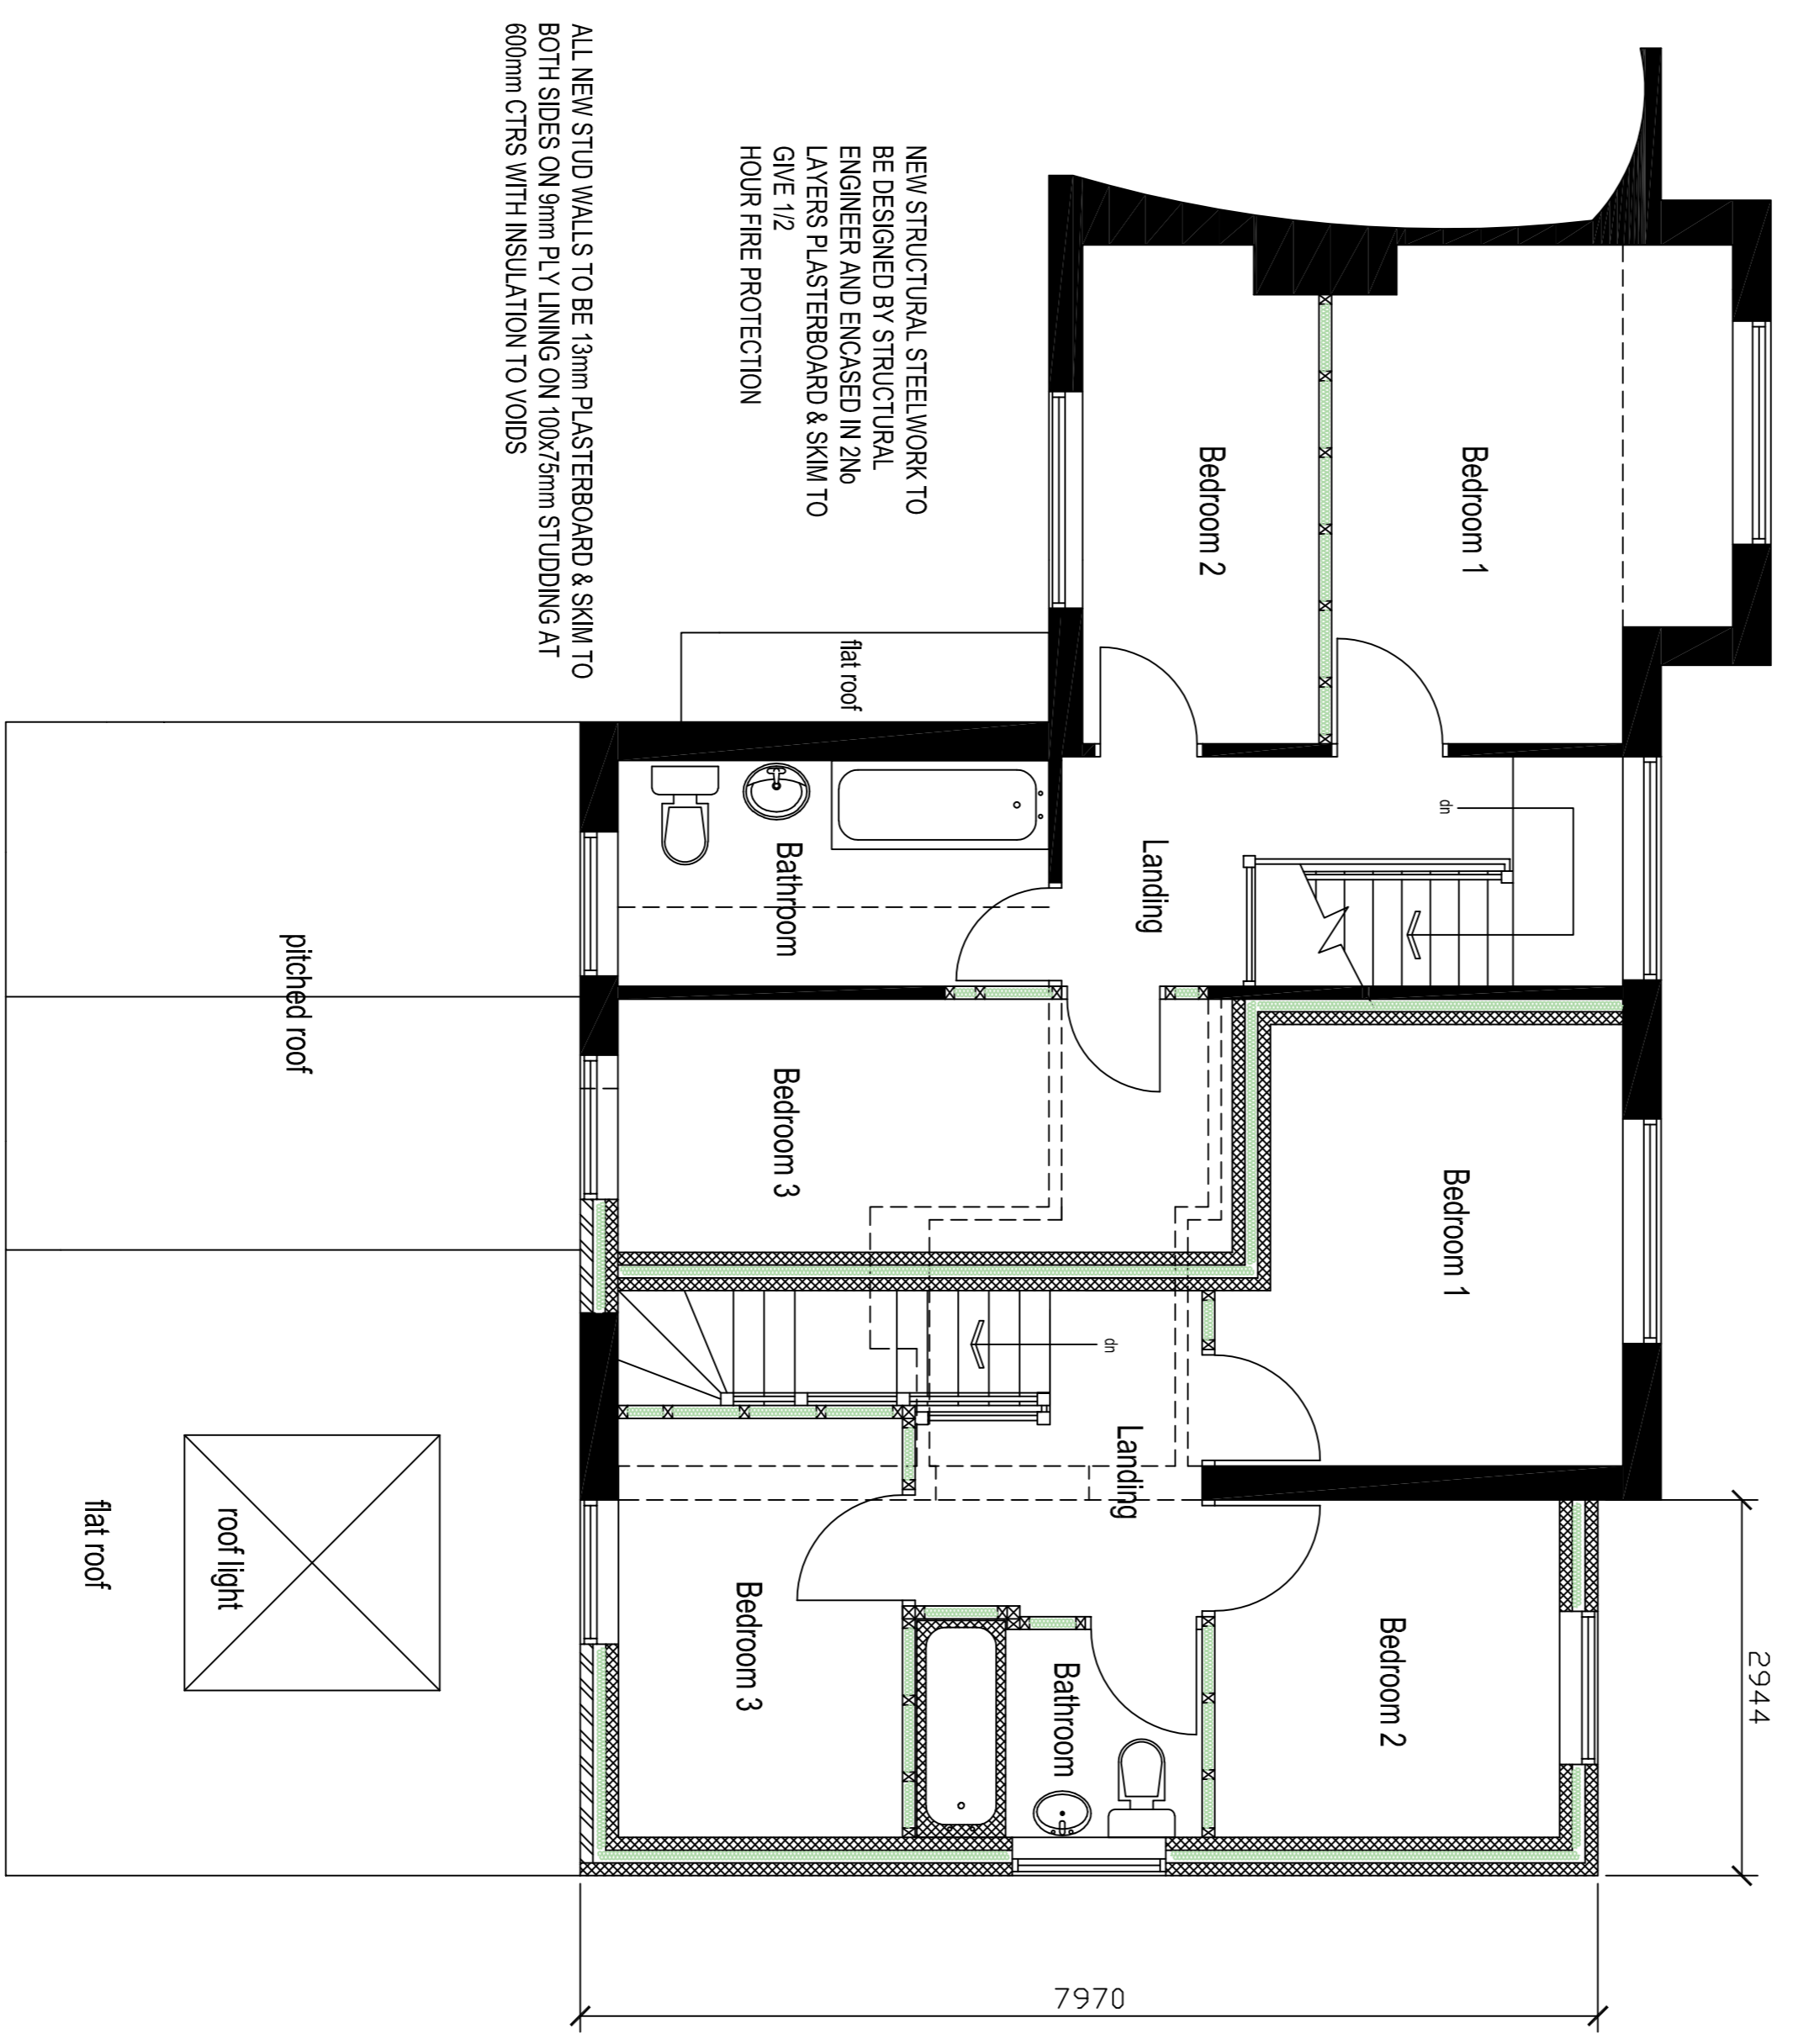 ALL NEW STUD WALLS TO BE 13mm PLASTERBOARD & SKIM TO
BOTH SIDES ON 9mm PLY LINING ON 100x75mm STUDDING AT
600mm CTRS WITH INSULATION TO VOIDS
NEW STRUCTURAL STEELWORK TO
BE DESIGNED BY STRUCTURAL
ENGINEER AND ENCASED IN 2No
LAYERS PLASTERBOARD & SKIM TO
GIVE 1/2
HOUR FIRE PROTECTION
Bedroom 1
Bedroom 2
flat roof
dn
Landing
Bathroom
pitched roof
Bedroom 3
Bedroom 1
dn
Landing
Bedroom 3
Bathroom
Bedroom 2
roof light
flat roof
2944
7970